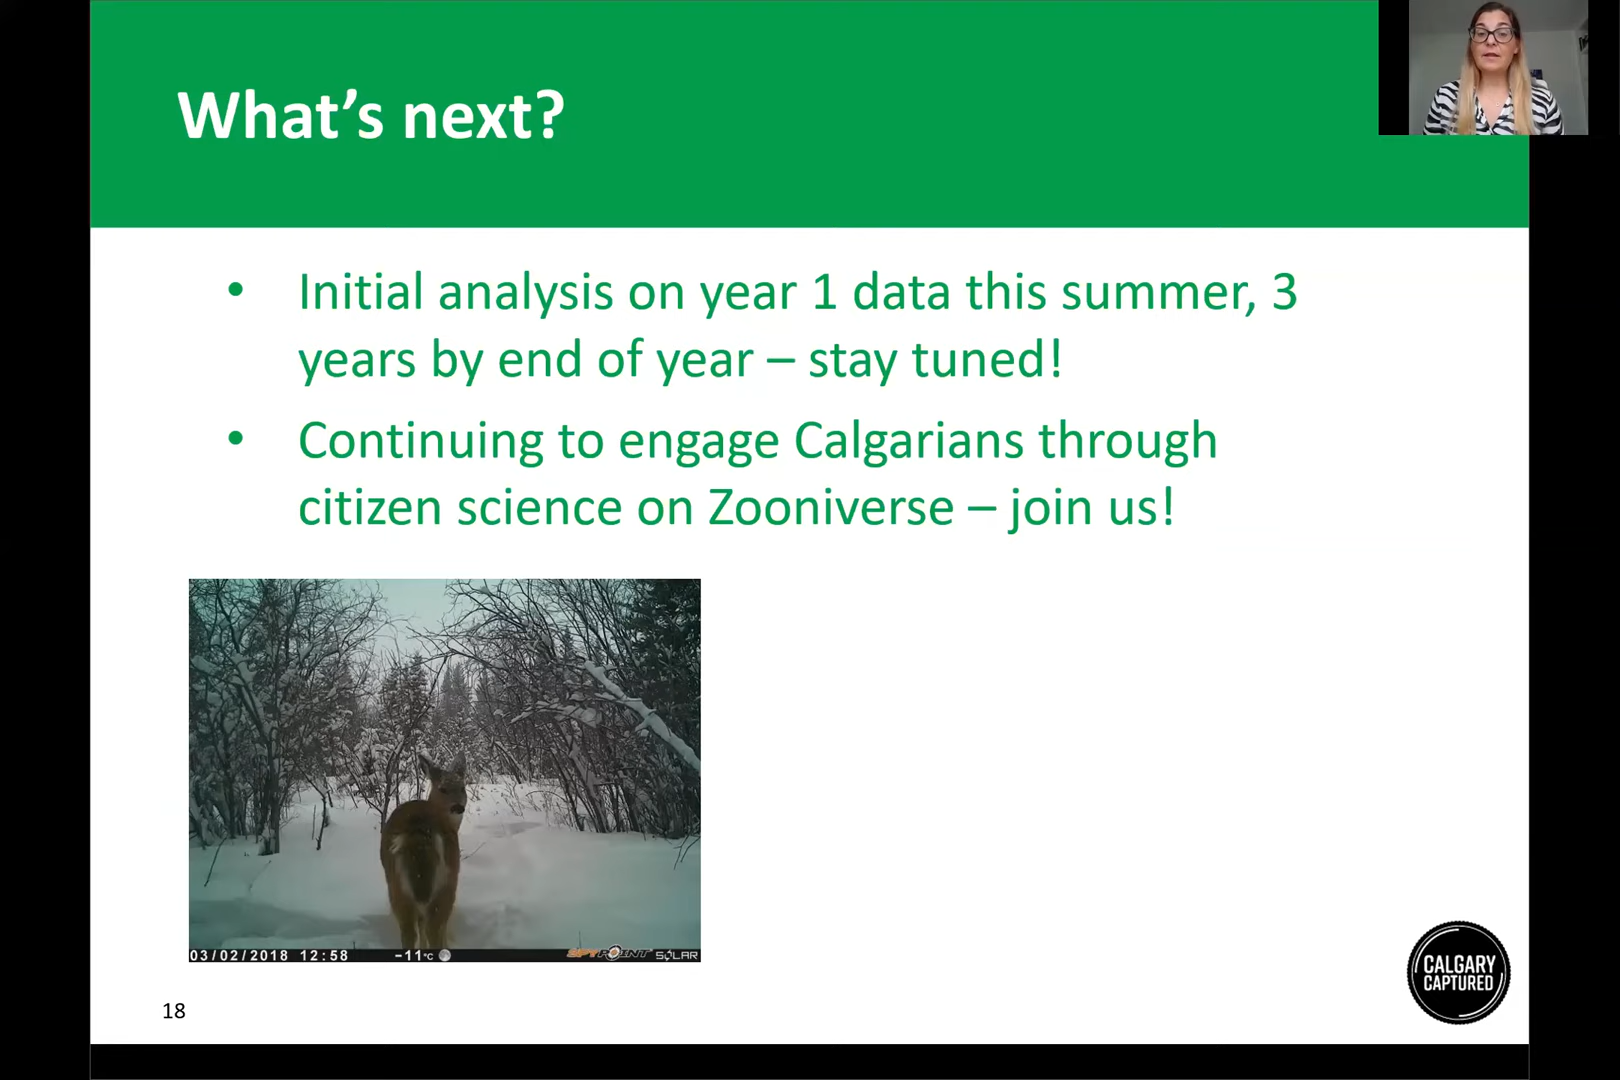 What's next?
• Initial analysis on year 1 data this summer, 3
years by end of year – stay tuned!
• Continuing to engage Calgarians through
citizen science on Zooniverse – join us!
03/02/2018 12:58 -11°C SPYPOINT SOLAR
CALGARY
CAPTURED
18